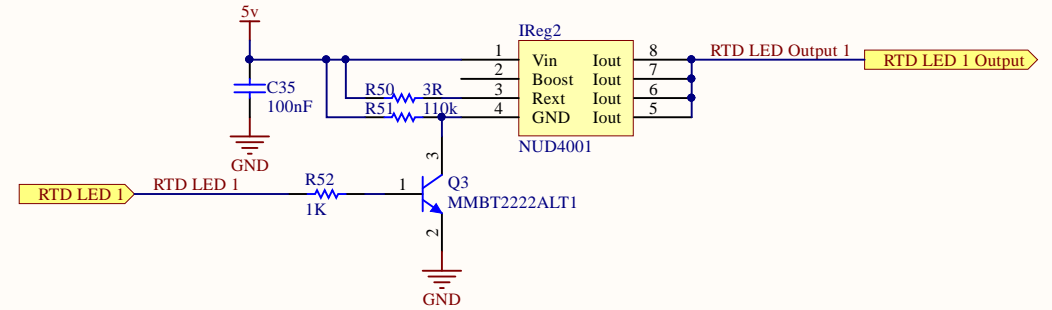 5v
IReg2
1 Vin Iout 8 RTD LED Output 1 RTD LED 1 Output
2 Boost Iout 7
C35 R50 3R 3 Rext Iout 6
100nF R51 110k 4 GND Iout 5
GND NUD4001
3
RTD LED 1 RTD LED 1 R52 1 Q3
1K MMBT2222ALT1
2
GND